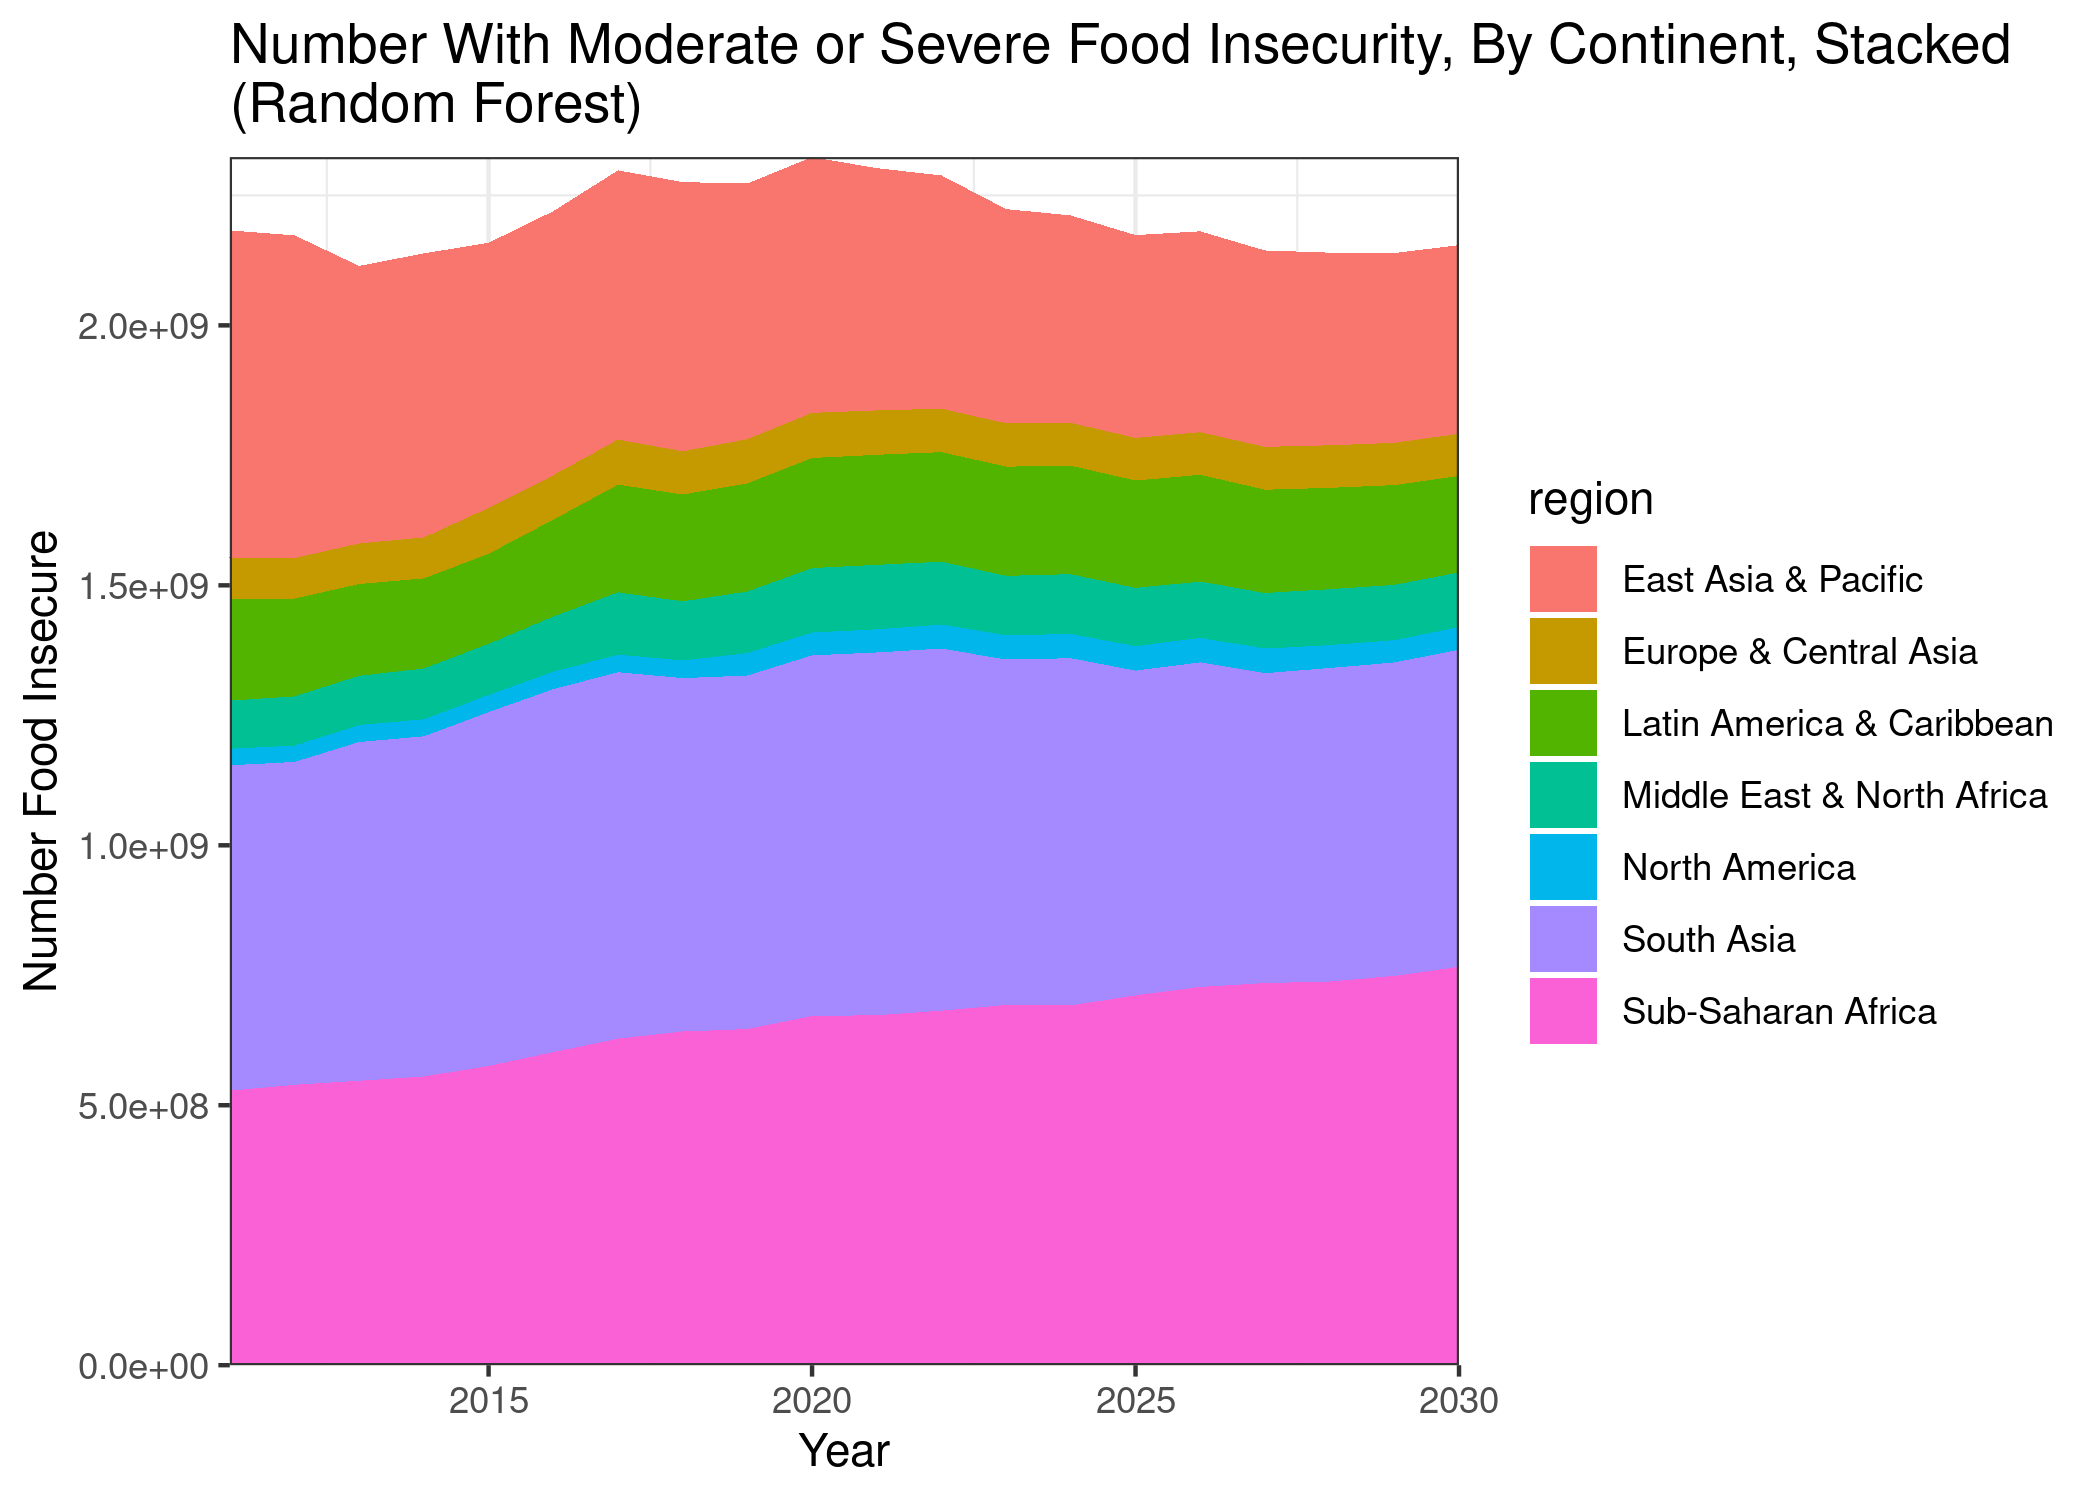 Number With Moderate or Severe Food Insecurity, By Continent, Stacked
(Random Forest)
Number Food Insecure
2.0e+09
1.5e+09
1.0e+09
5.0e+08
0.0e+00
2015
2020
2025
2030
Year
region
East Asia & Pacific
Europe & Central Asia
Latin America & Caribbean
Middle East & North Africa
North America
South Asia
Sub-Saharan Africa